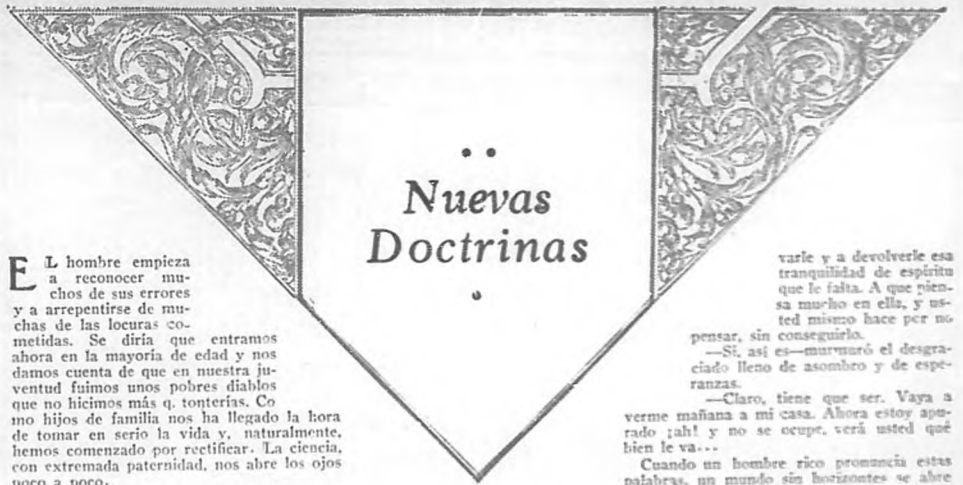 Nuevas
Doctrinas
EL hombre empieza
a reconocer mu-
chos de sus errores
y a arrepentirse de mu-
chas de las locuras co-
metidas. Se diría que entramos
ahora en la mayoría de edad y nos
damos cuenta de que en nuestra ju-
ventud fuimos unos pobres diablos
que no hicimos más q. tonterías. Co
mo hijos de familia nos ha llegado la hora
de tomar en serio la vida y, naturalmente,
hemos comenzado por rectificar. La ciencia,
con extremada paternidad, nos abre los ojos
poco a poco.
varle y a devolverle esa
tranquilidad de espíritu
que le falta. A que pien-
sa mucho en ella, y us-
ted mismo hace por no
pensar, sin conseguirlo.
—Si, así es—murmuró el desgra-
ciado lleno de asombro y de espe-
ranzas.
—Claro, tiene que ser. Vaya a
verme mañana a mi casa. Ahora estoy apu-
rado ¡ah! y no se ocupe, verá usted qué
bien le va...
Cuando un hombre rico pronuncia estas
palabras, un mundo sin horizontes se abre